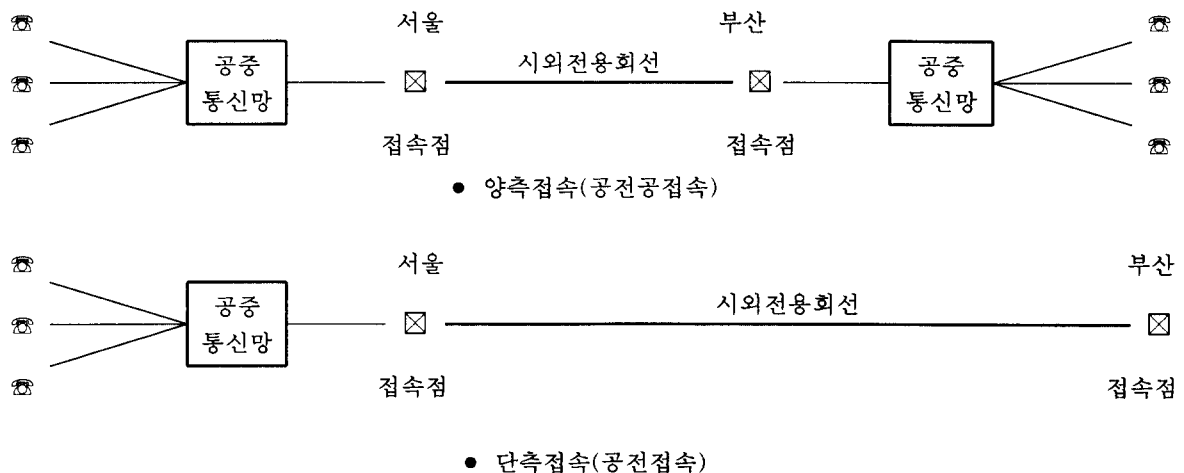 서울 부산
공중 통신망 시외전용회선 공중 통신망
접속점 접속점
● 양측접속(공전공접속)
서울 부산
공중 통신망 시외전용회선
접속점 접속점
● 단측접속(공전접속)